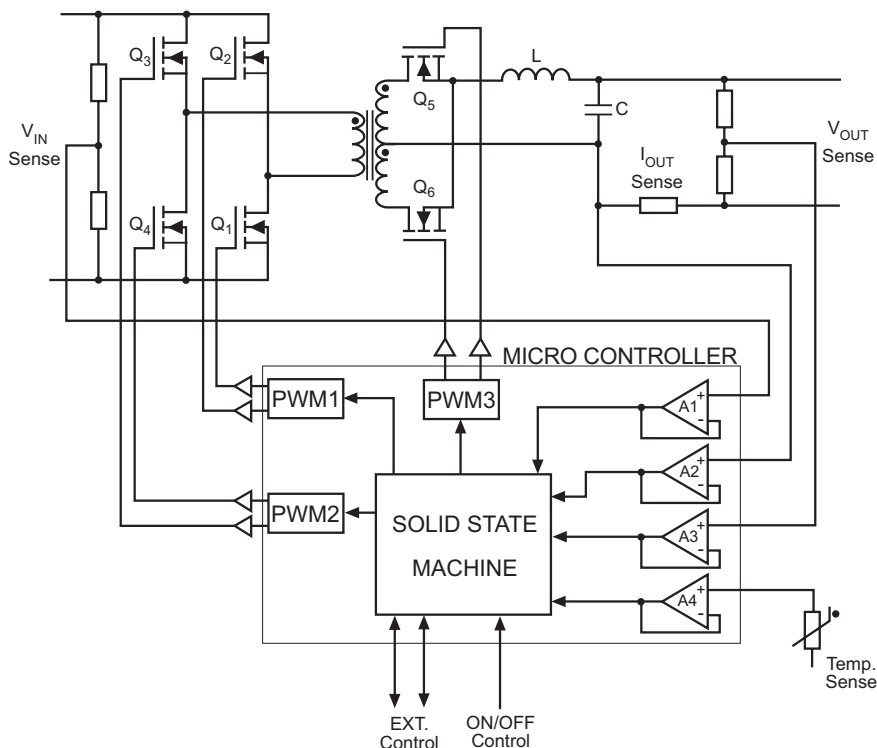 Q3
Q2
L
Q5
C
VIN
Sense
VOUT
Sense
IOUT
Sense
Q6
Q4
Q1
MICRO CONTROLLER
PWM1
PWM3
A1
+
-
A2
+
-
PWM2
SOLID STATE
MACHINE
A3
+
-
A4
+
-
Temp.
Sense
EXT.
Control
ON/OFF
Control